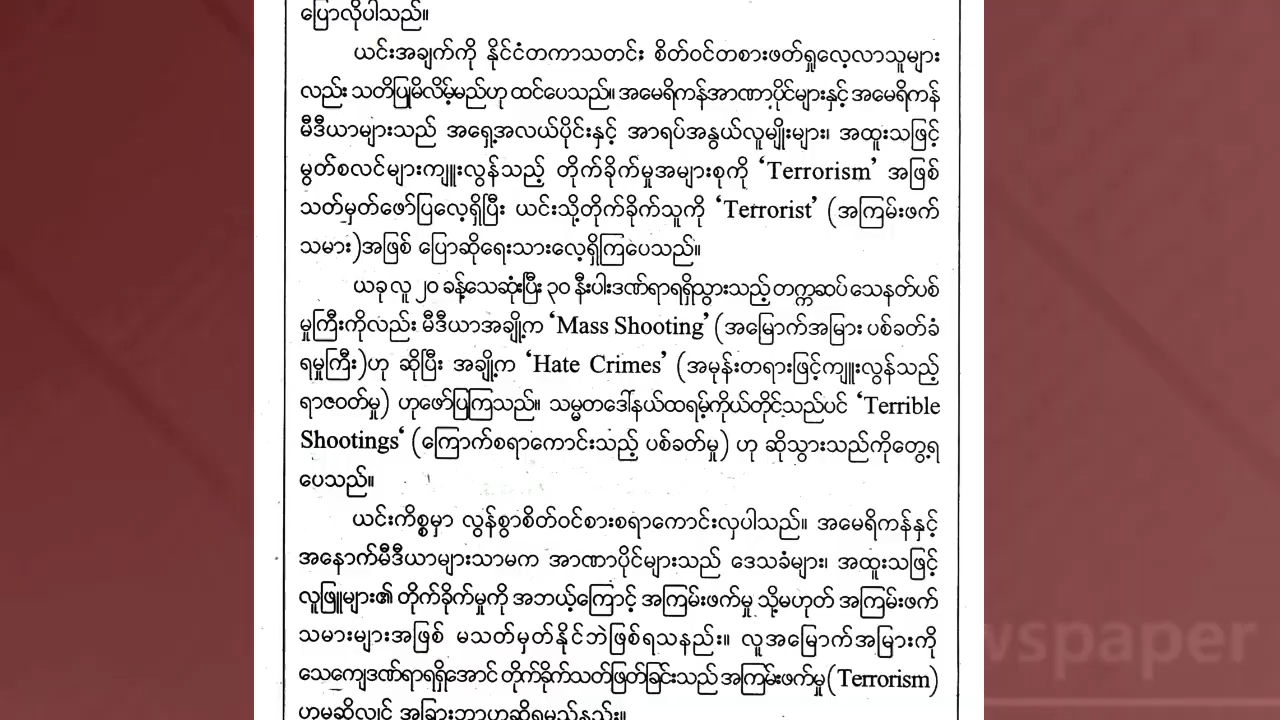 ပြောလိုပါသည်။
ယင်းအချက်ကို နိုင်ငံတကာသတင်း စိတ်ဝင်တစားဖတ်ရှုလေ့လာသူများ
လည်း သတိပြုမိလိမ့်မည်ဟု ထင်ပေသည်။ အမေရိကန်အာဏာပိုင်များနှင့် အမေရိကန်
မီဒီယာများသည် အရှေ့အလယ်ပိုင်းနှင့် အာရပ်အနွယ်လူမျိုးများ၊ အထူးသဖြင့်
မွတ်စလင်များကျူးလွန်သည့် တိုက်ခိုက်မှုအများစုကို ‘Terrorism’ အဖြစ်
သတ်မှတ်ဖော်ပြလေ့ရှိပြီး ယင်းသို့တိုက်ခိုက်သူကို ‘Terrorist’ (အကြမ်းဖက်
သမား)အဖြစ် ပြောဆိုရေးသားလေ့ရှိကြပေသည်။
ယခု လူ ၂၀ ခန့်သေဆုံးပြီး ၃၀ နီးပါးဒဏ်ရာရရှိသွားသည့် တက္ကဆပ် သေနတ်ပစ်
မှုကြီးကိုလည်း မီဒီယာအချို့က ‘Mass Shooting’ (အမြောက်အမြား ပစ်ခတ်ခံ
ရမှုကြီး)ဟု ဆိုပြီး အချို့က ‘Hate Crimes’ (အမုန်းတရားဖြင့်ကျူးလွန်သည့်
ရာဇဝတ်မှု) ဟုဖော်ပြကြသည်။ သမ္မတဒေါ်နယ်ထရမ့်ကိုယ်တိုင်သည်ပင် ‘Terrible
Shootings‘ (ကြောက်စရာကောင်းသည့် ပစ်ခတ်မှု) ဟု ဆိုသွားသည်ကိုတွေ့ရ
ပေသည်။
ယင်းကိစ္စမှာ လွန်စွာစိတ်ဝင်စားစရာကောင်းလှပါသည်။ အမေရိကန်နှင့်
အနောက်မီဒီယာများသာမက အာဏာပိုင်များသည် ဒေသခံများ၊ အထူးသဖြင့်
လူဖြူများ၏ တိုက်ခိုက်မှုကို အဘယ့်ကြောင့် အကြမ်းဖက်မှု သို့မဟုတ် အကြမ်းဖက်
သမားများအဖြစ် မသတ်မှတ်နိုင်ဘဲဖြစ်ရသနည်း။ လူအမြောက်အမြားကို
သေကျေဒဏ်ရာရရှိအောင် တိုက်ခိုက်သတ်ဖြတ်ခြင်းသည် အကြမ်းဖက်မှု(Terrorism)
ဟုမဆိုလျှင် အခြားဘာဟုဆိုရမည်နည်း။
wspaper